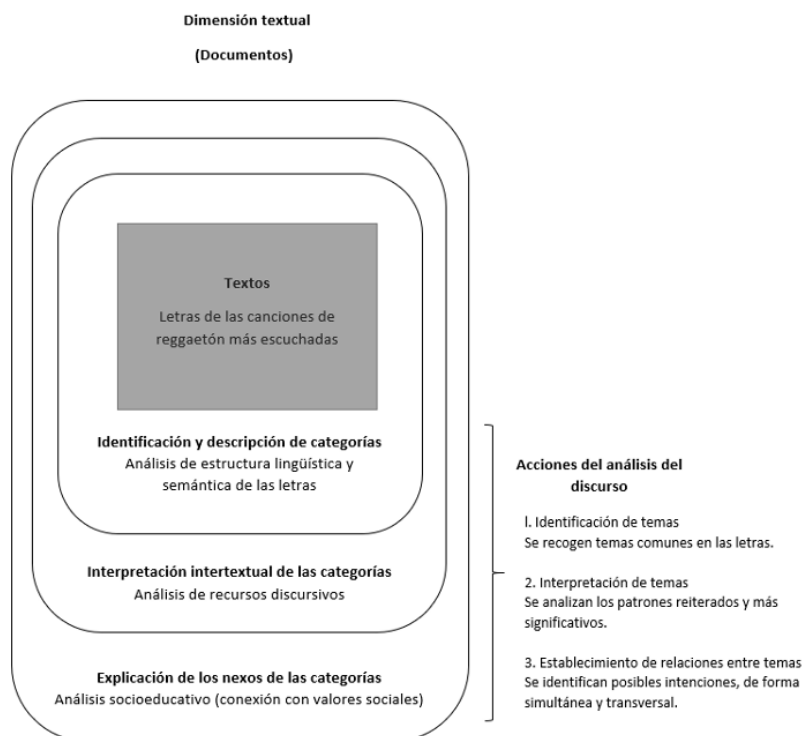 Dimensión textual
(Documentos)
Textos
Letras de las canciones de
reggaetón más escuchadas
Identificación y descripción de categorías
Análisis de estructura lingüística y
semántica de las letras
Interpretación intertextual de las categorías
Análisis de recursos discursivos
Explicación de los nexos de las categorías
Análisis socioeducativo (conexión con valores sociales)
Acciones del análisis del
discurso
l. Identificación de temas
Se recogen temas comunes en las letras.
2. Interpretación de temas
Se analizan los patrones reiterados y más
significativos.
3. Establecimiento de relaciones entre temas
Se identifican posibles intenciones, de forma
simultánea y transversal.